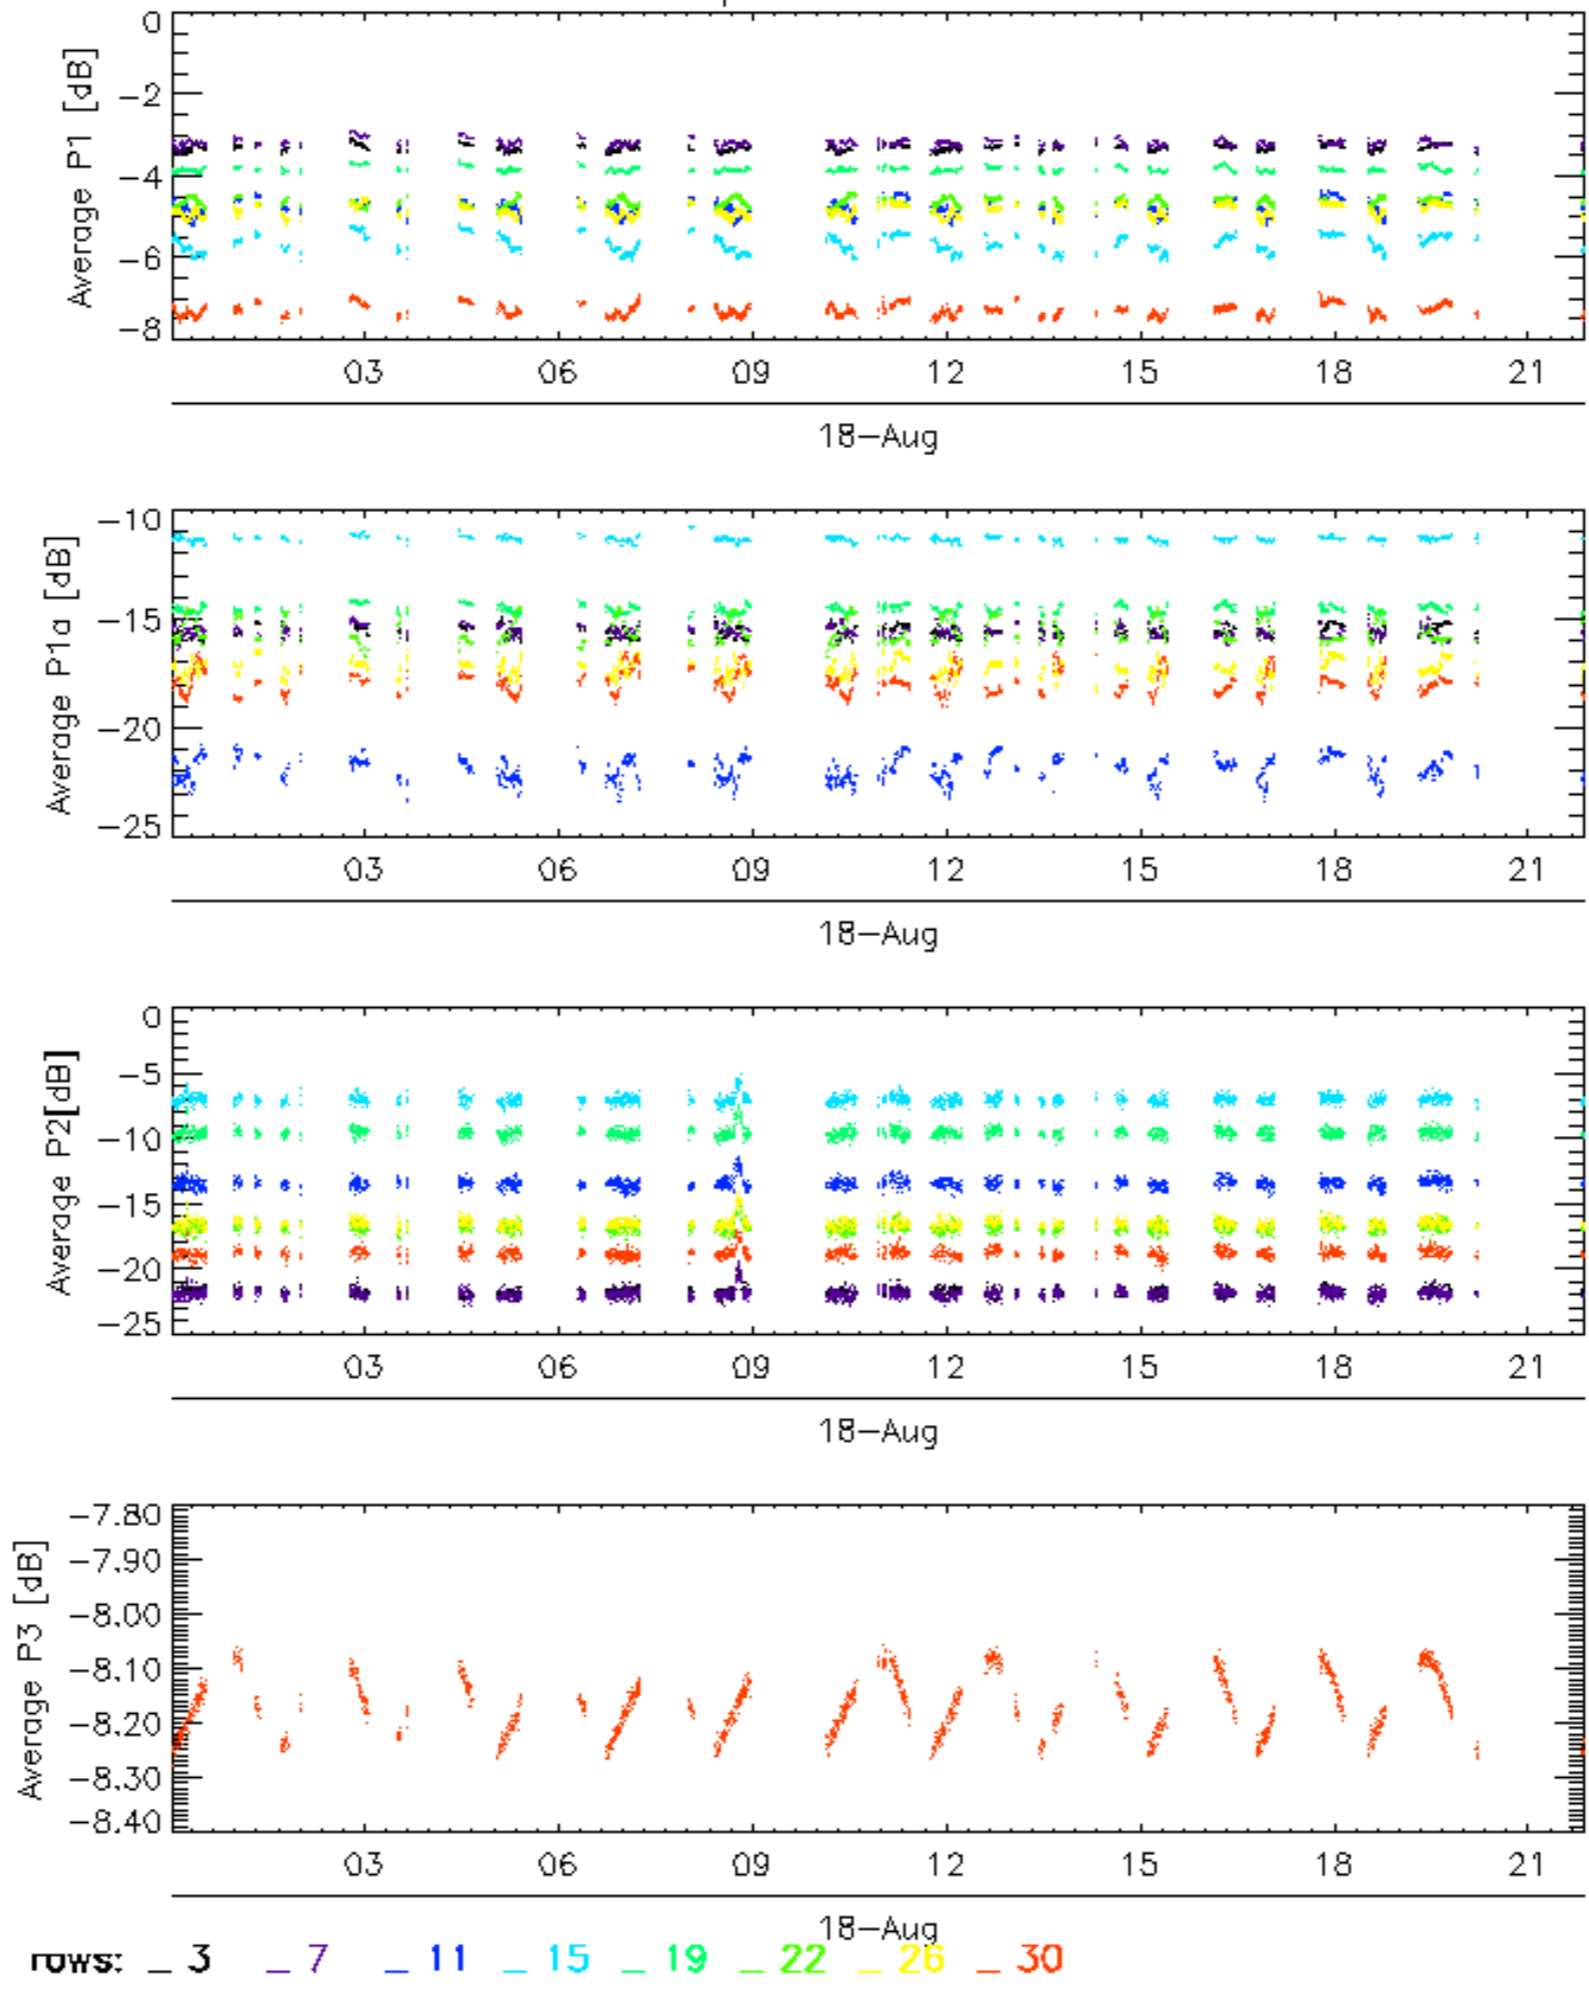 0
−2
−4
−6
−8
Average P1 [dB]
03 06 09 12 15 18 21
18−Aug
−10
−15
−20
−25
Average P1a [dB]
03 06 09 12 15 18 21
18−Aug
0
−5
−10
−15
−20
−25
Average P2[dB]
03 06 09 12 15 18 21
18−Aug
−7.80
−7.90
−8.00
−8.10
−8.20
−8.30
−8.40
Average P3 [dB]
03 06 09 12 15 18 21
18−Aug
rows: _ 3 _ 7 _ 11 _ 15 _ 19 _ 22 _ 26 _ 30